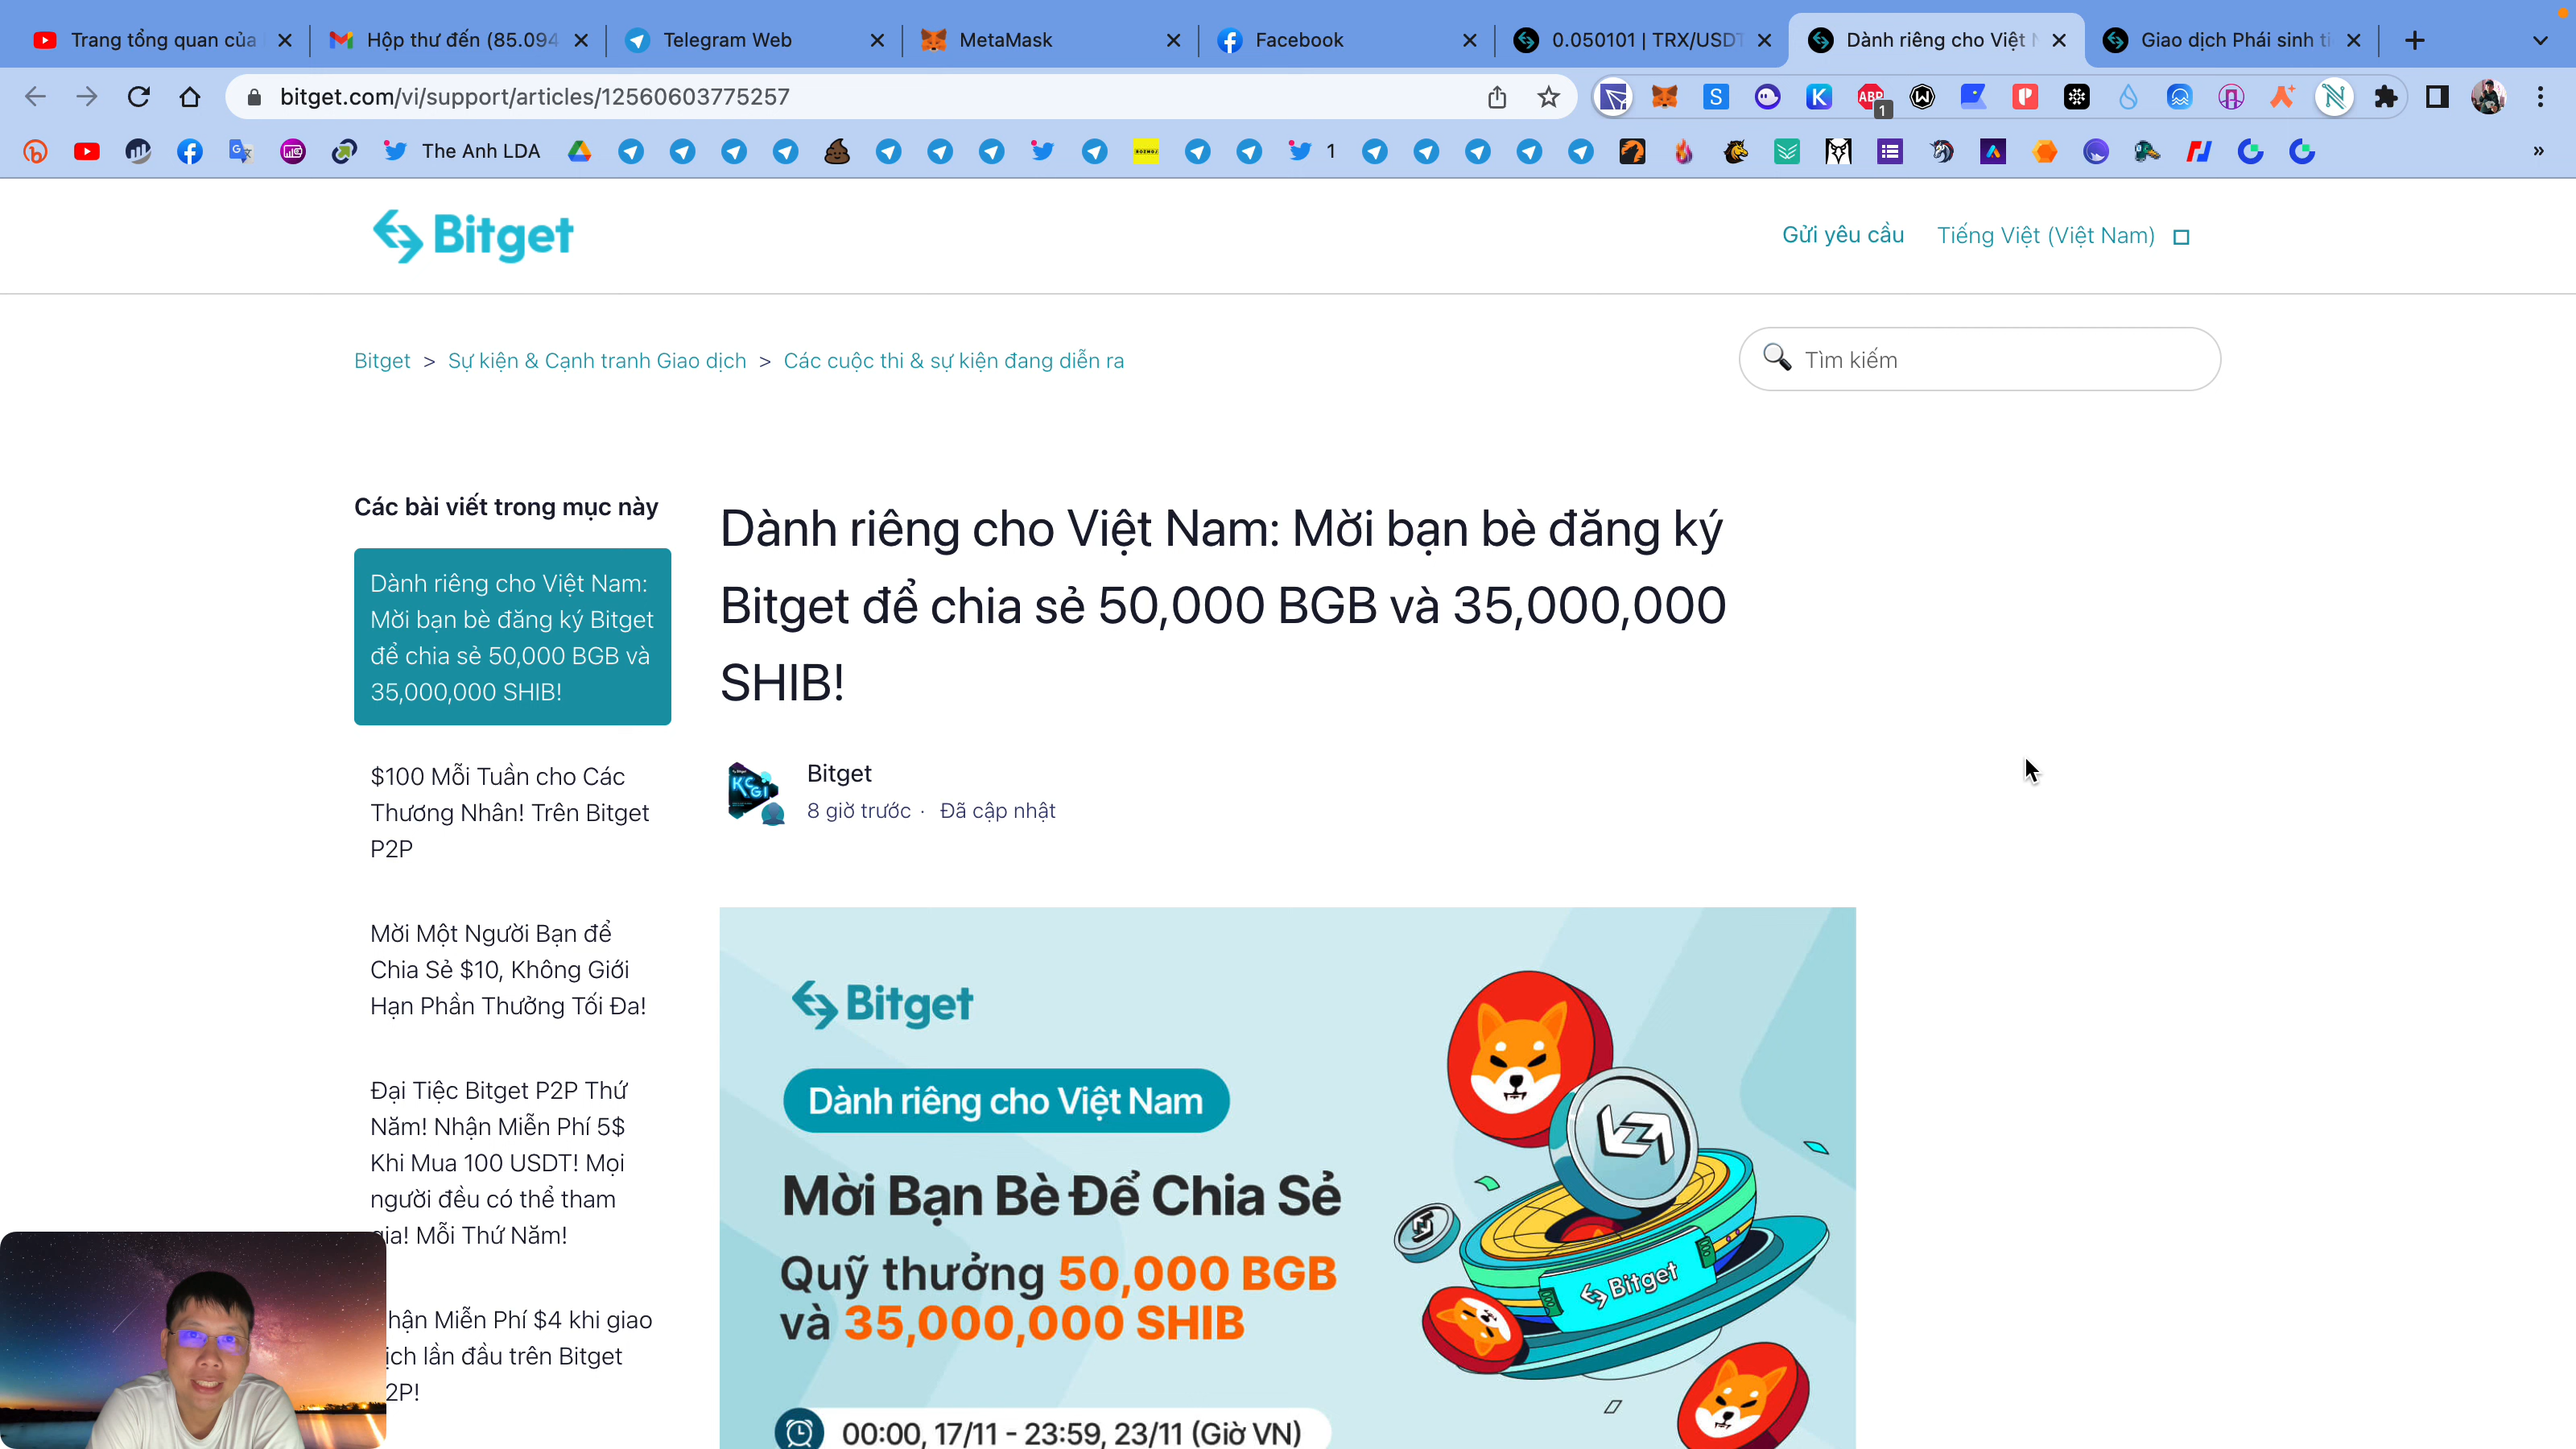 Trang tổng quan của
Hộp thư đến (85.094
Telegram Web
MetaMask
Facebook
0.050101 | TRX/USDT
Dành riêng cho Việt N
Giao dịch Phái sinh ti
bitget.com/vi/support/articles/12560603775257
ABP
1
The Anh LDA
1
Bitget
Gửi yêu cầu
Tiếng Việt (Việt Nam)
Bitget > Sự kiện & Cạnh tranh Giao dịch > Các cuộc thi & sự kiện đang diễn ra
Tìm kiếm
Các bài viết trong mục này
Dành riêng cho Việt Nam:
Mời bạn bè đăng ký Bitget
để chia sẻ 50,000 BGB và
35,000,000 SHIB!
$100 Mỗi Tuần cho Các
Thương Nhân! Trên Bitget
P2P
Mời Một Người Bạn để
Chia Sẻ $10, Không Giới
Hạn Phần Thưởng Tối Đa!
Đại Tiệc Bitget P2P Thứ
Năm! Nhận Miễn Phí 5$
Khi Mua 100 USDT! Mọi
người đều có thể tham
gia! Mỗi Thứ Năm!
hận Miễn Phí $4 khi giao
ịch lần đầu trên Bitget
2P!
Dành riêng cho Việt Nam: Mời bạn bè đăng ký
Bitget để chia sẻ 50,000 BGB và 35,000,000
SHIB!
KCGI
Bitget
8 giờ trước · Đã cập nhật
Bitget
Dành riêng cho Việt Nam
Mời Bạn Bè Để Chia Sẻ
Quỹ thưởng 50,000 BGB
và 35,000,000 SHIB
Bitget
00:00, 17/11 - 23:59, 23/11 (Giờ VN)